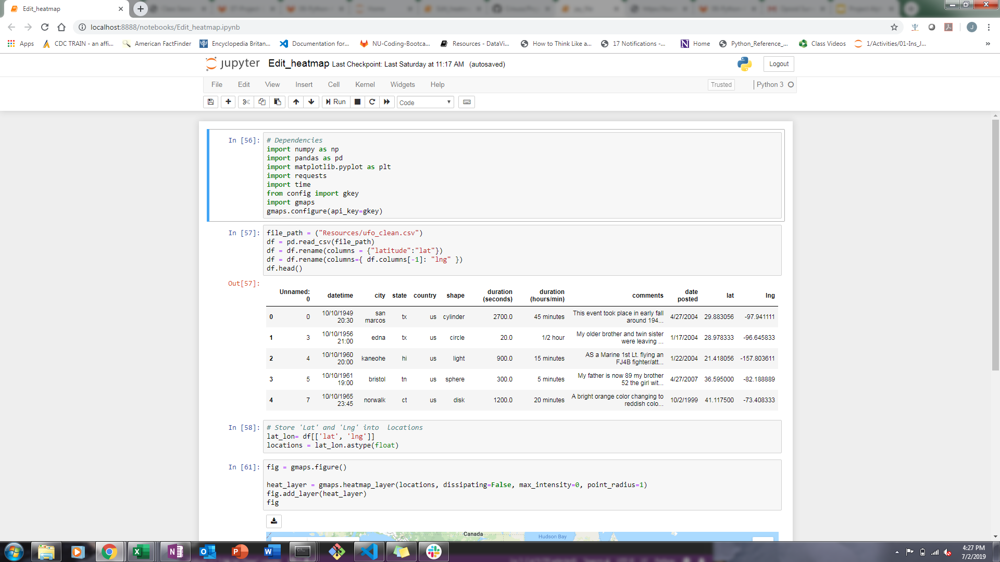 Edit_heatmap
localhost:8888/notebooks/Edit_heatmap.ipynb
J
Apps CDC TRAIN - an affi... American FactFinder Encyclopedia Britan... Documentation for... NU-Coding-Bootca... Resources - DataVi... How to Think Like a... 17 Notifications -... Home Python_Reference_... Class Videos 1/Activities/01-Ins_J... »
jupyter Edit_heatmap Last Checkpoint: Last Saturday at 11:17 AM (autosaved) Logout
File Edit View Insert Cell Kernel Widgets Help Trusted Python 3
Run Code
In [56]: # Dependencies
import numpy as np
import pandas as pd
import matplotlib.pyplot as plt
import requests
import time
from config import gkey
import gmaps
gmaps.configure(api_key=gkey)
In [57]: file_path = ("Resources/ufo_clean.csv")
df = pd.read_csv(file_path)
df = df.rename(columns = {"latitude":"lat"})
df = df.rename(columns={ df.columns[-1]: "lng" })
df.head()
Out[57]:
Unnamed: 0 datetime city state country shape duration (seconds) duration (hours/min) comments date posted lat lng
0 0 10/10/1949 20:30 san marcos tx us cylinder 2700.0 45 minutes This event took place in early fall around 194... 4/27/2004 29.883056 -97.941111
1 3 10/10/1956 21:00 edna tx us circle 20.0 1/2 hour My older brother and twin sister were leaving ... 1/17/2004 28.978333 -96.645833
2 4 10/10/1960 20:00 kaneohe hi us light 900.0 15 minutes AS a Marine 1st Lt. flying an FJ4B fighter/att... 1/22/2004 21.418056 -157.803611
3 5 10/10/1961 19:00 bristol tn us sphere 300.0 5 minutes My father is now 89 my brother 52 the girl wit... 4/27/2007 36.595000 -82.188889
4 7 10/10/1965 23:45 norwalk ct us disk 1200.0 20 minutes A bright orange color changing to reddish colo... 10/2/1999 41.117500 -73.408333
In [58]: # Store 'Lat' and 'Lng' into  locations
lat_lon= df[['lat', 'lng']]
locations = lat_lon.astype(float)
In [61]: fig = gmaps.figure()
heat_layer = gmaps.heatmap_layer(locations, dissipating=False, max_intensity=0, point_radius=1)
fig.add_layer(heat_layer)
fig
Canada
Hudson Bay
4:27 PM
7/2/2019